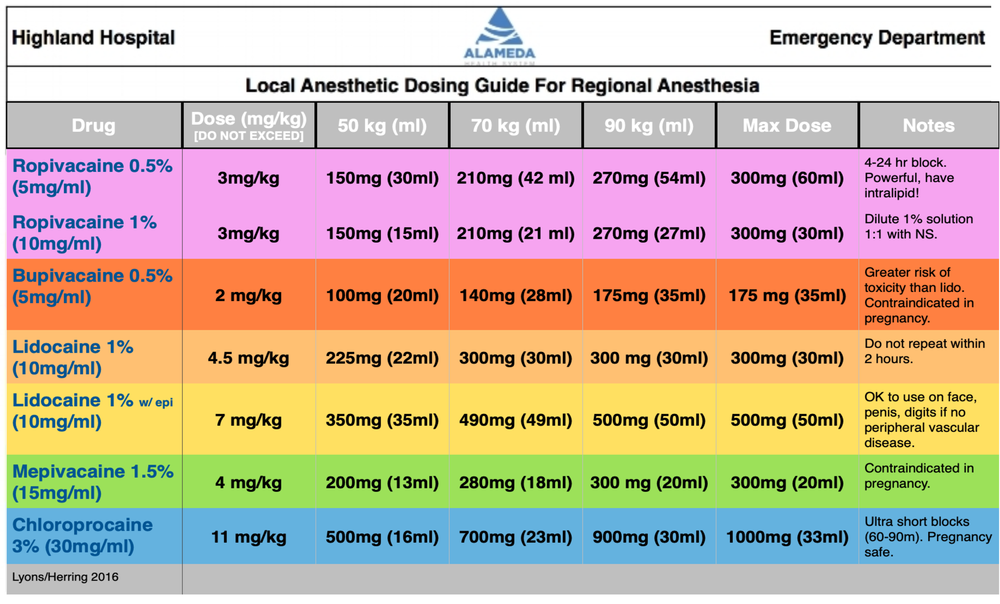 Highland Hospital
ALAMEDA
HEALTH SYSTEM
Emergency Department
Local Anesthetic Dosing Guide For Regional Anesthesia
Drug
Dose (mg/kg)
[DO NOT EXCEED]
50 kg (ml)
70 kg (ml)
90 kg (ml)
Max Dose
Notes
Ropivacaine 0.5%
(5mg/ml)
3mg/kg
150mg (30ml)
210mg (42 ml)
270mg (54ml)
300mg (60ml)
4-24 hr block.
Powerful, have
intralipid!
Ropivacaine 1%
(10mg/ml)
3mg/kg
150mg (15ml)
210mg (21 ml)
270mg (27ml)
300mg (30ml)
Dilute 1% solution
1:1 with NS.
Bupivacaine 0.5%
(5mg/ml)
2 mg/kg
100mg (20ml)
140mg (28ml)
175mg (35ml)
175 mg (35ml)
Greater risk of
toxicity than lido.
Contraindicated in
pregnancy.
Lidocaine 1%
(10mg/ml)
4.5 mg/kg
225mg (22ml)
300mg (30ml)
300 mg (30ml)
300mg (30ml)
Do not repeat within
2 hours.
Lidocaine 1% w/ epi
(10mg/ml)
7 mg/kg
350mg (35ml)
490mg (49ml)
500mg (50ml)
500mg (50ml)
OK to use on face,
penis, digits if no
peripheral vascular
disease.
Mepivacaine 1.5%
(15mg/ml)
4 mg/kg
200mg (13ml)
280mg (18ml)
300 mg (20ml)
300mg (20ml)
Contraindicated in
pregnancy.
Chloroprocaine
3% (30mg/ml)
11 mg/kg
500mg (16ml)
700mg (23ml)
900mg (30ml)
1000mg (33ml)
Ultra short blocks
(60-90m). Pregnancy
safe.
Lyons/Herring 2016